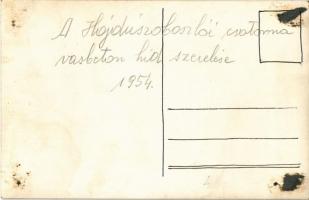 A Hajdúszoboszlói csatorna
vasbeton híd szerelése
1954.